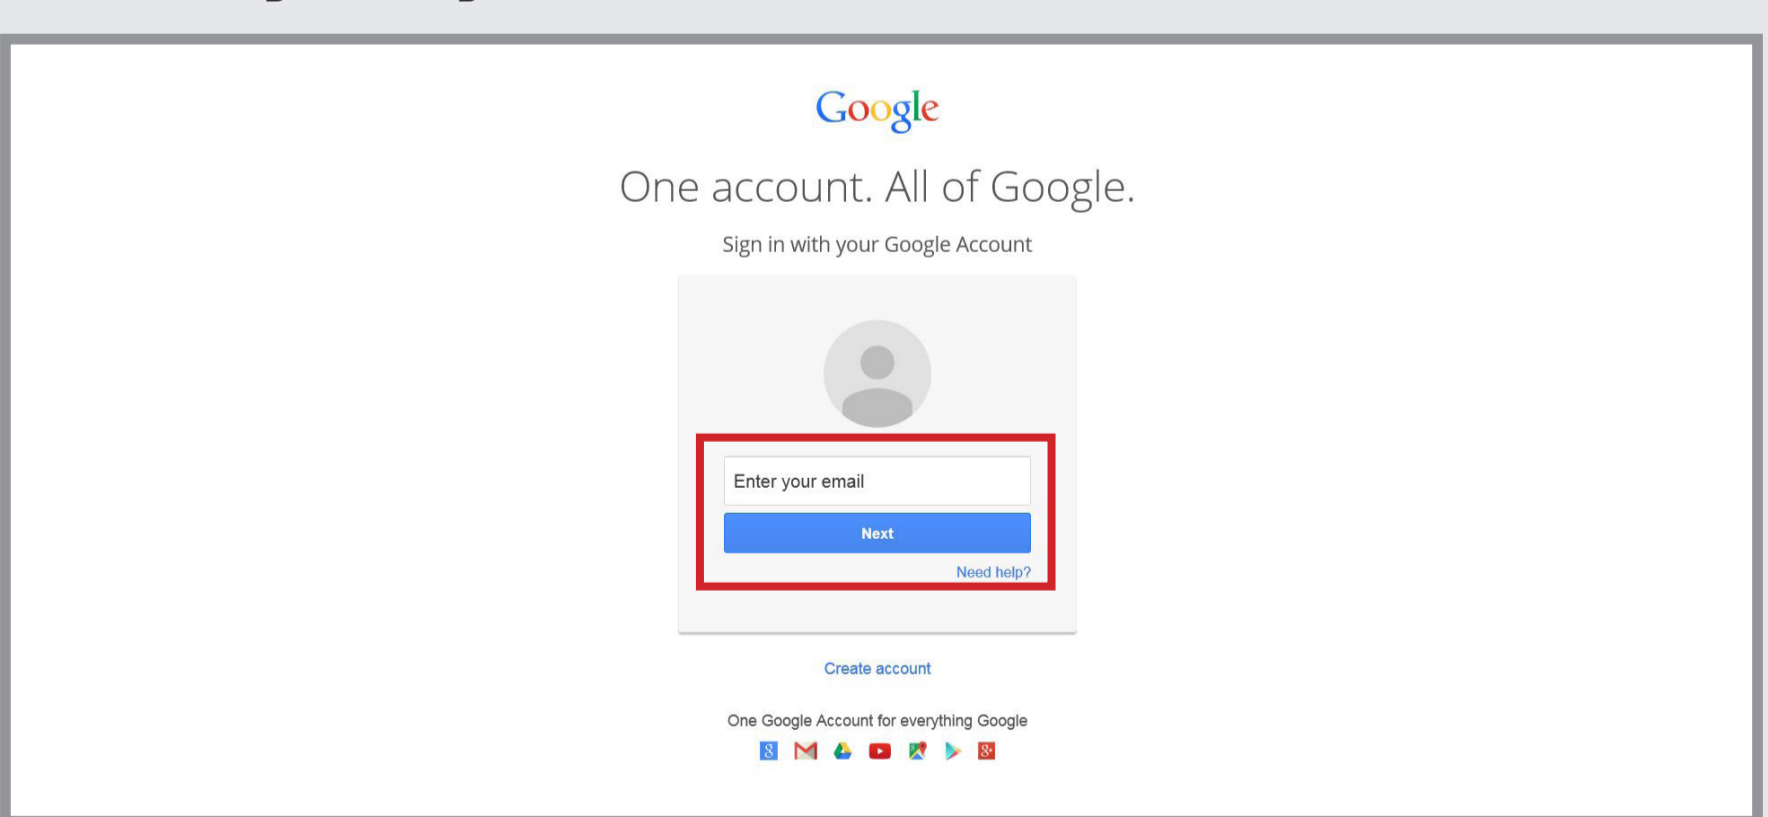 Google
One account. All of Google.
Sign in with your Google Account
Enter your email
Next
Need help?
Create account
One Google Account for everything Google